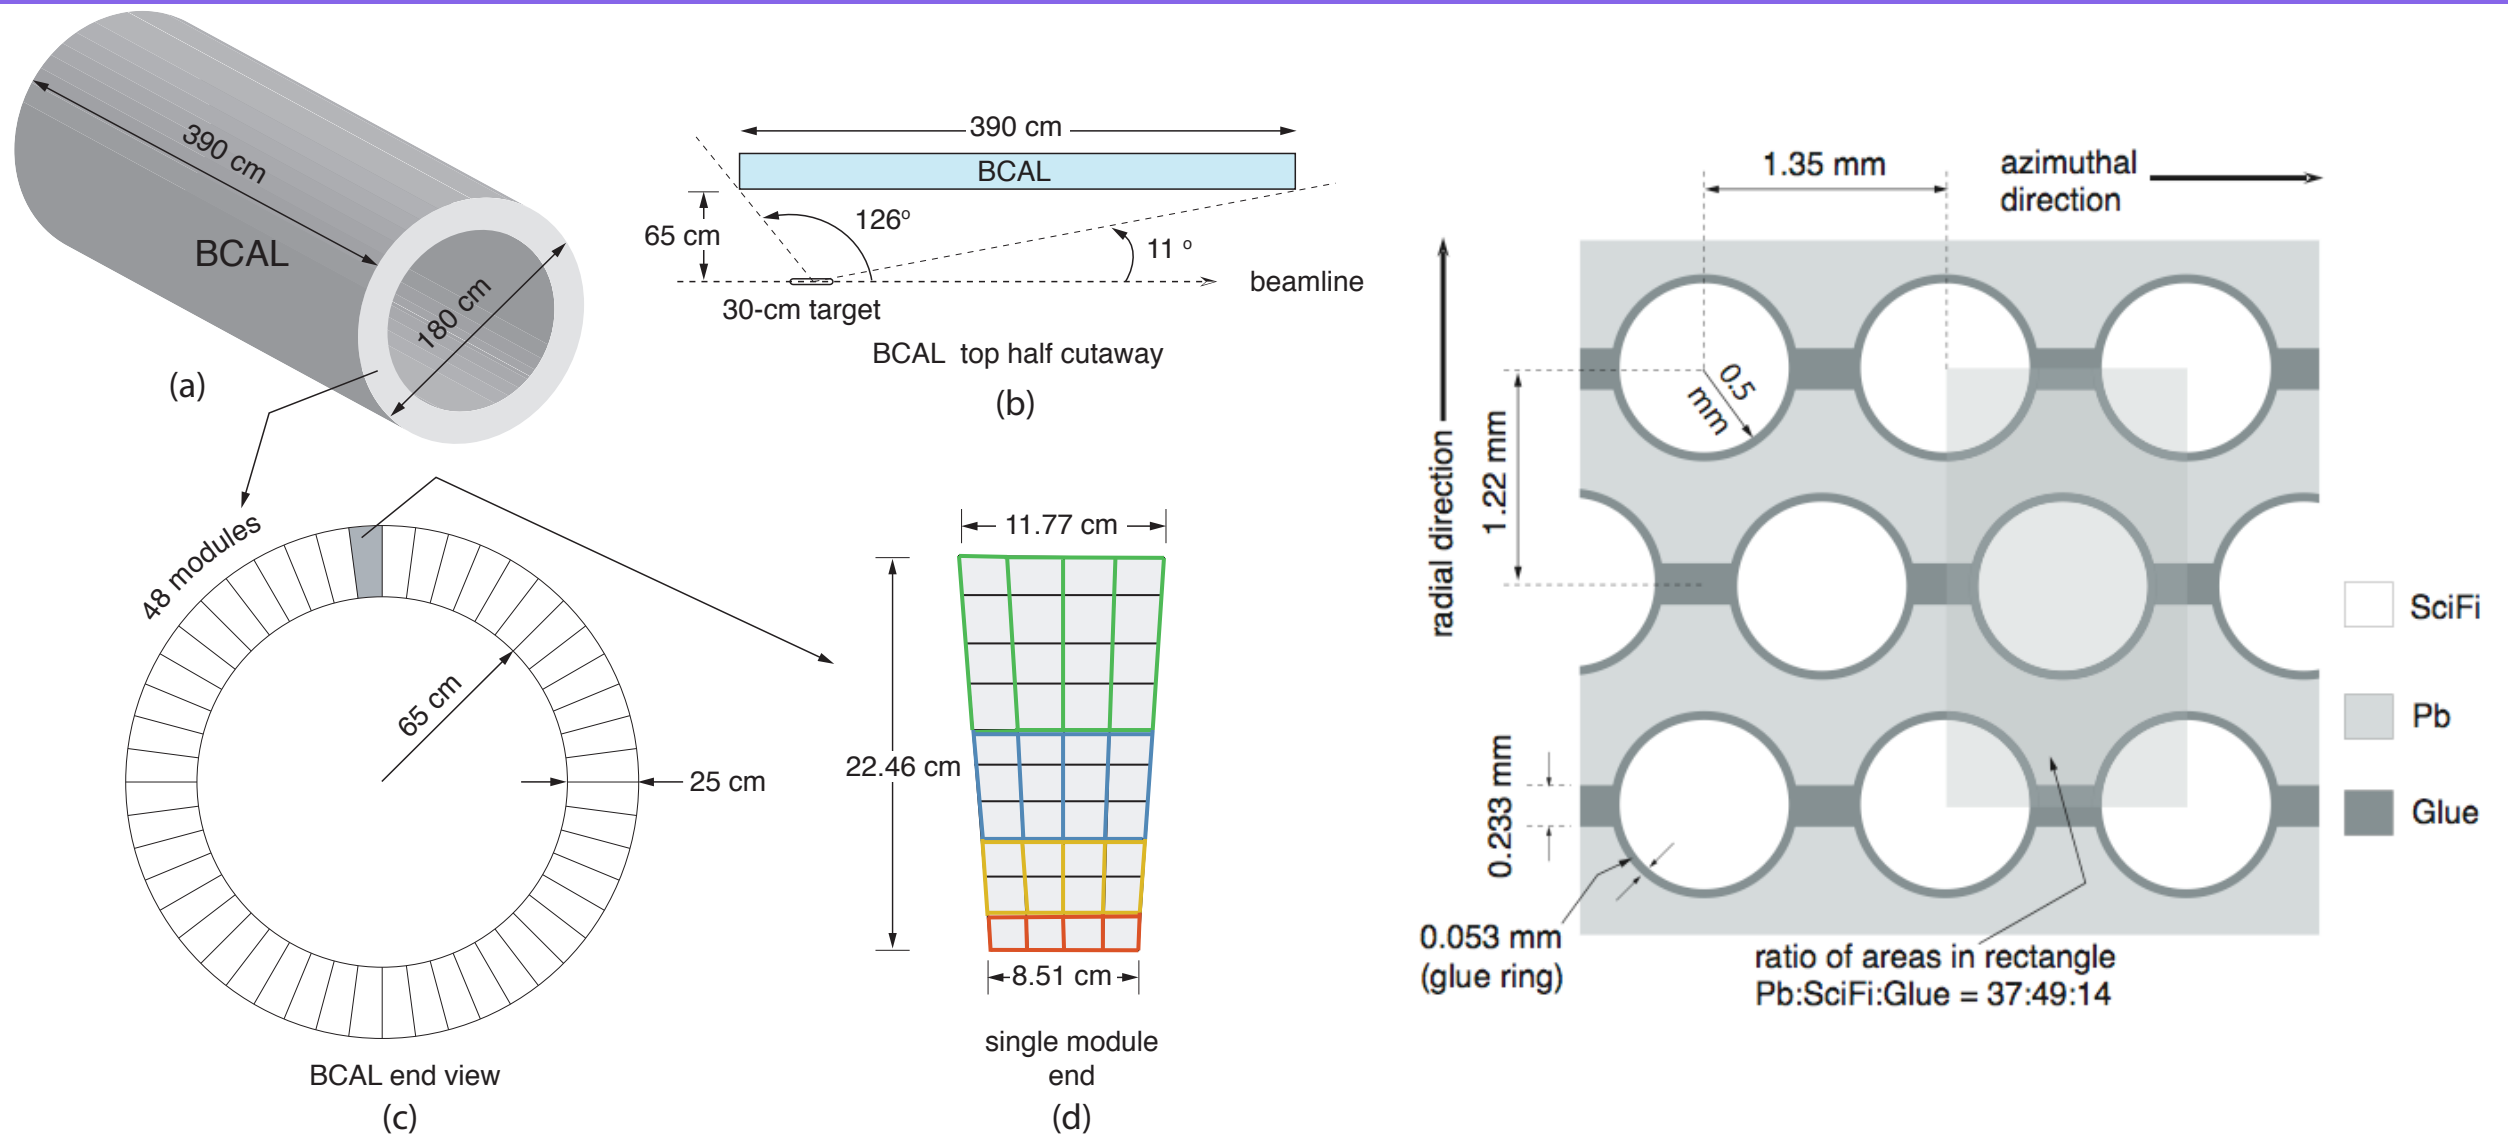 390 cm
BCAL
180 cm
(a)
390 cm
BCAL
65 cm
126º
11 º
beamline
30-cm target
BCAL top half cutaway
(b)
48 modules
65 cm
25 cm
BCAL end view
(c)
11.77 cm
22.46 cm
8.51 cm
single module
end
(d)
1.35 mm
azimuthal
direction
radial direction
1.22 mm
0.5
mm
0.233 mm
0.053 mm
(glue ring)
ratio of areas in rectangle
Pb:SciFi:Glue = 37:49:14
SciFi
Pb
Glue